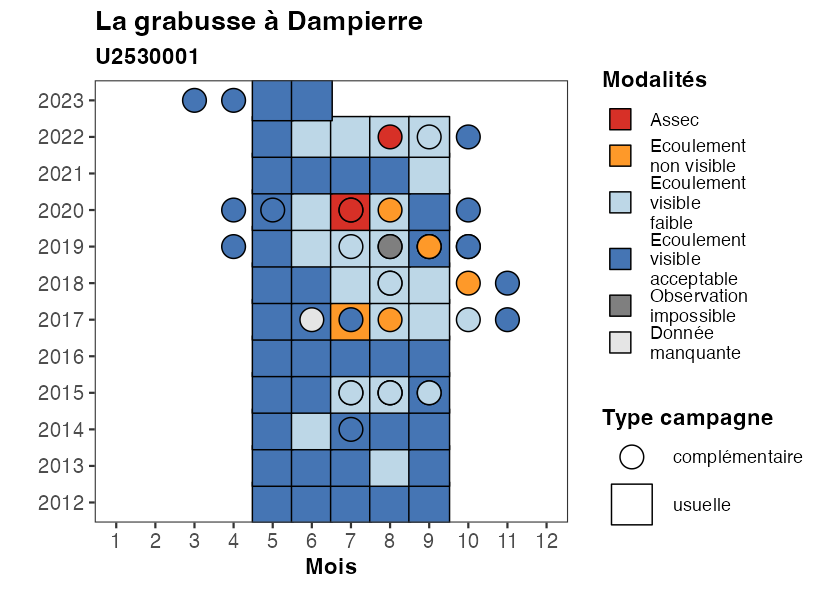 La grabusse à Dampierre
U2530001
2023
2022
2021
2020
2019
2018
2017
2016
2015
2014
2013
2012
1 2 3 4 5 6 7 8 9 10 11 12
Mois
Modalités
Assec
Ecoulement
non visible
Ecoulement
visible
faible
Ecoulement
visible
acceptable
Observation
impossible
Donnée
manquante
Type campagne
complémentaire
usuelle